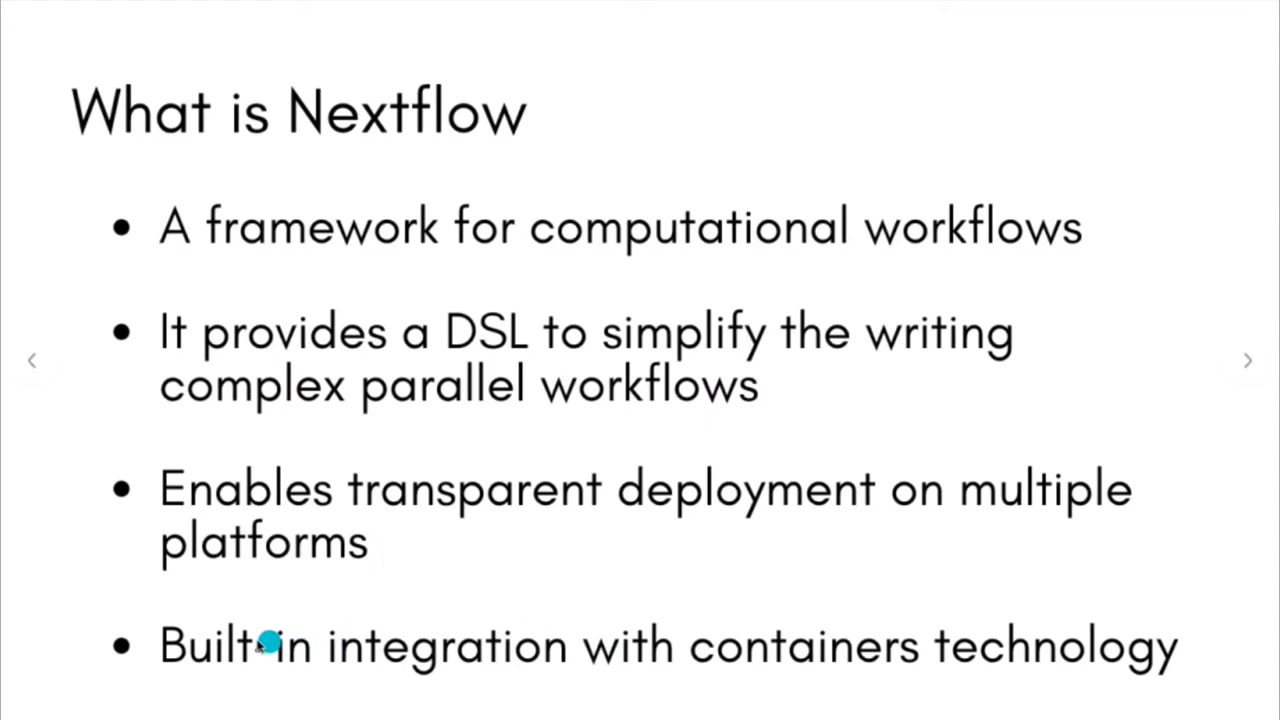 What is Nextflow
• A framework for computational workflows
• It provides a DSL to simplify the writing
complex parallel workflows
• Enables transparent deployment on multiple
platforms
• Built-in integration with containers technology